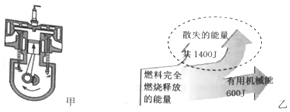 散失的能量
共1400J
燃料完全
燃烧释放
的能量
有用机械能
600J
甲
乙